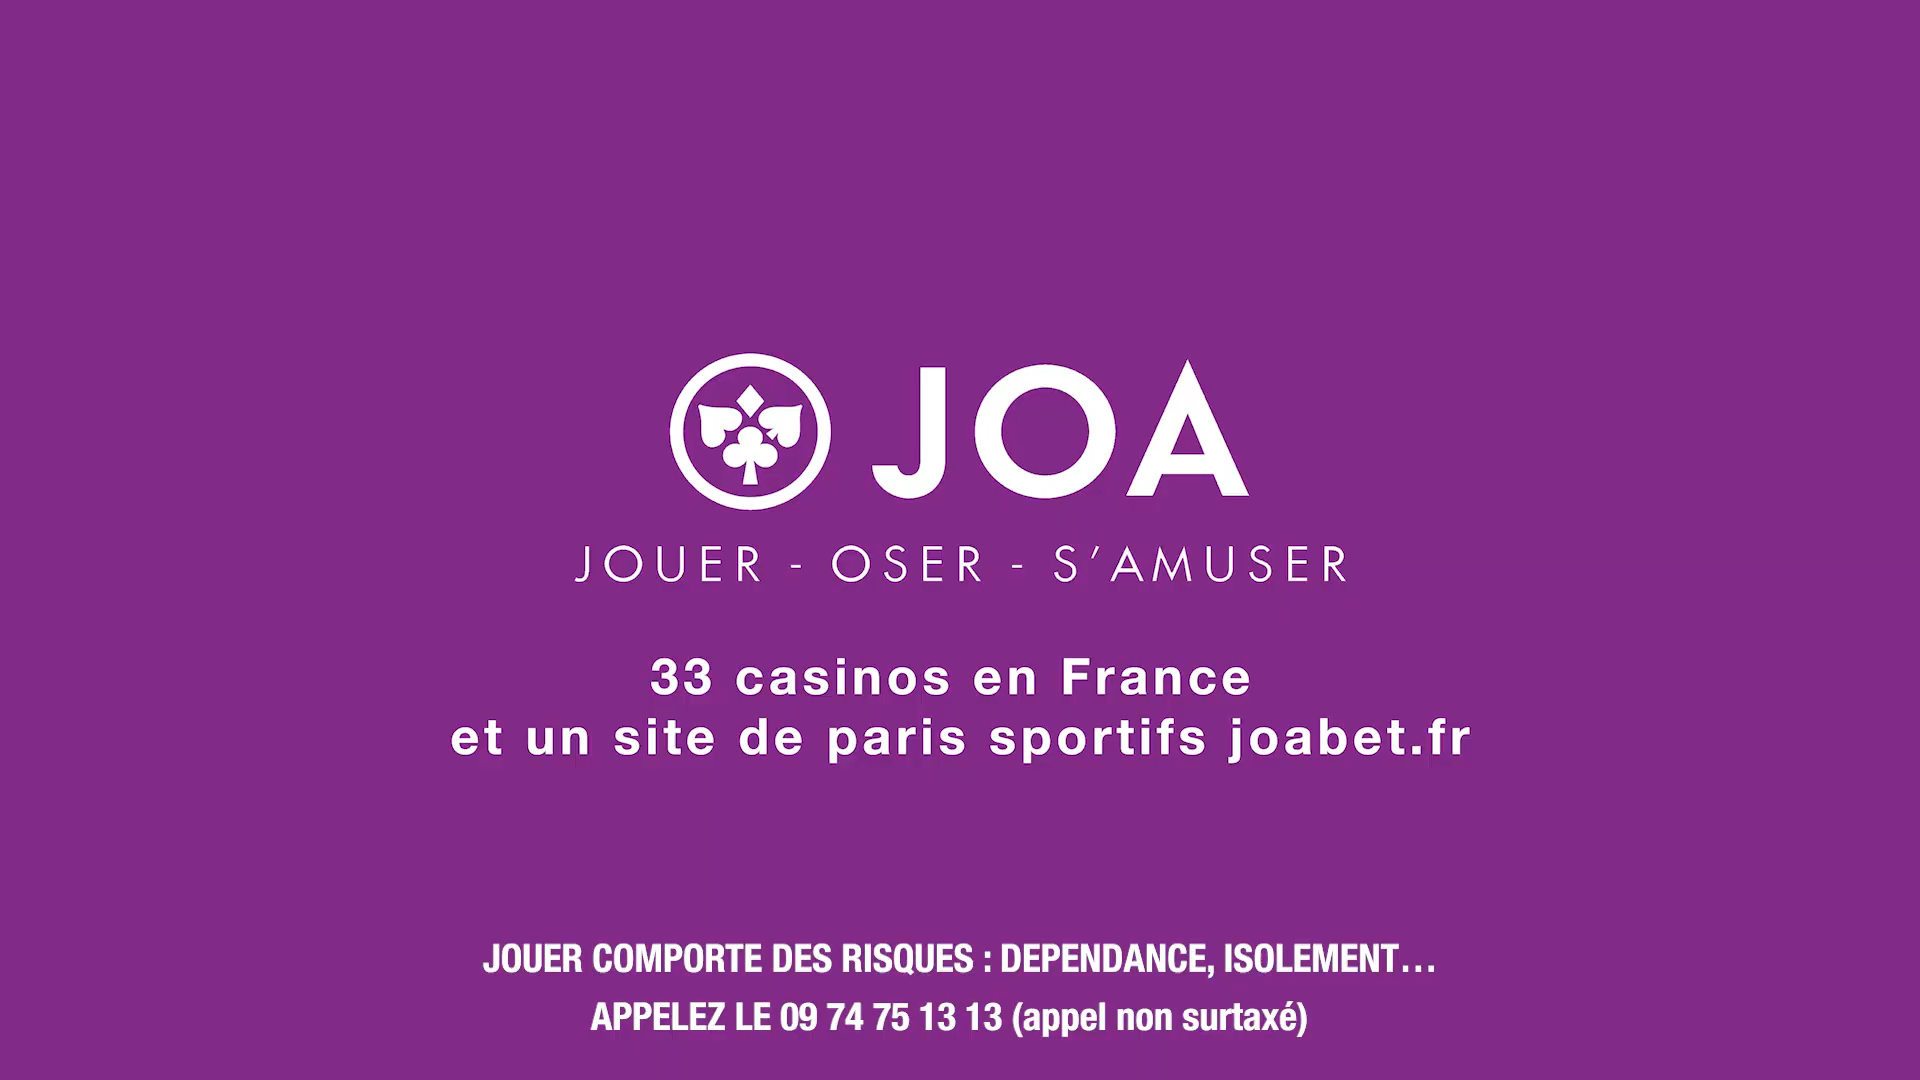 JOA
JOUER - OSER - S’AMUSER
33 casinos en France
et un site de paris sportifs joabet.fr
JOUER COMPORTE DES RISQUES : DEPENDANCE, ISOLEMENT…
APPELEZ LE 09 74 75 13 13 (appel non surtaxé)